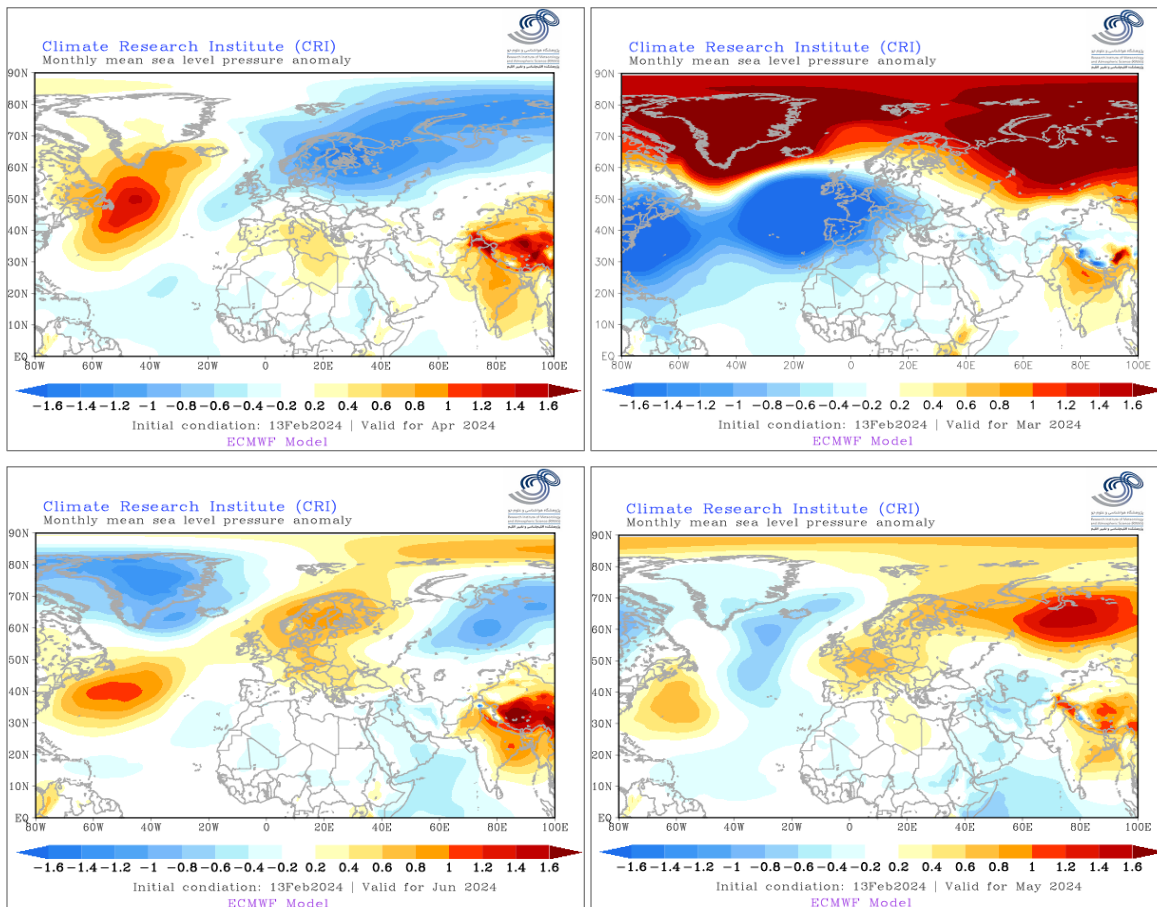 Climate Research Institute (CRI)
Monthly mean sea level pressure anomaly
90N
80N
70N
60N
50N
40N
30N
20N
10N
EQ
80W 60W 40W 20W 0 20E 40E 60E 80E 100E
-1.6 -1.4 -1.2 -1 -0.8 -0.6 -0.4 -0.2 0.2 0.4 0.6 0.8 1 1.2 1.4 1.6
Initial condiation: 13Feb2024 | Valid for Apr 2024
ECMWF Model
Climate Research Institute (CRI)
Monthly mean sea level pressure anomaly
90N
80N
70N
60N
50N
40N
30N
20N
10N
EQ
80W 60W 40W 20W 0 20E 40E 60E 80E 100E
-1.6 -1.4 -1.2 -1 -0.8 -0.6 -0.4 -0.2 0.2 0.4 0.6 0.8 1 1.2 1.4 1.6
Initial condiation: 13Feb2024 | Valid for Mar 2024
ECMWF Model
Climate Research Institute (CRI)
Monthly mean sea level pressure anomaly
90N
80N
70N
60N
50N
40N
30N
20N
10N
EQ
80W 60W 40W 20W 0 20E 40E 60E 80E 100E
-1.6 -1.4 -1.2 -1 -0.8 -0.6 -0.4 -0.2 0.2 0.4 0.6 0.8 1 1.2 1.4 1.6
Initial condiation: 13Feb2024 | Valid for Jun 2024
ECMWF Model
Climate Research Institute (CRI)
Monthly mean sea level pressure anomaly
90N
80N
70N
60N
50N
40N
30N
20N
10N
EQ
80W 60W 40W 20W 0 20E 40E 60E 80E 100E
-1.6 -1.4 -1.2 -1 -0.8 -0.6 -0.4 -0.2 0.2 0.4 0.6 0.8 1 1.2 1.4 1.6
Initial condiation: 13Feb2024 | Valid for May 2024
ECMWF Model